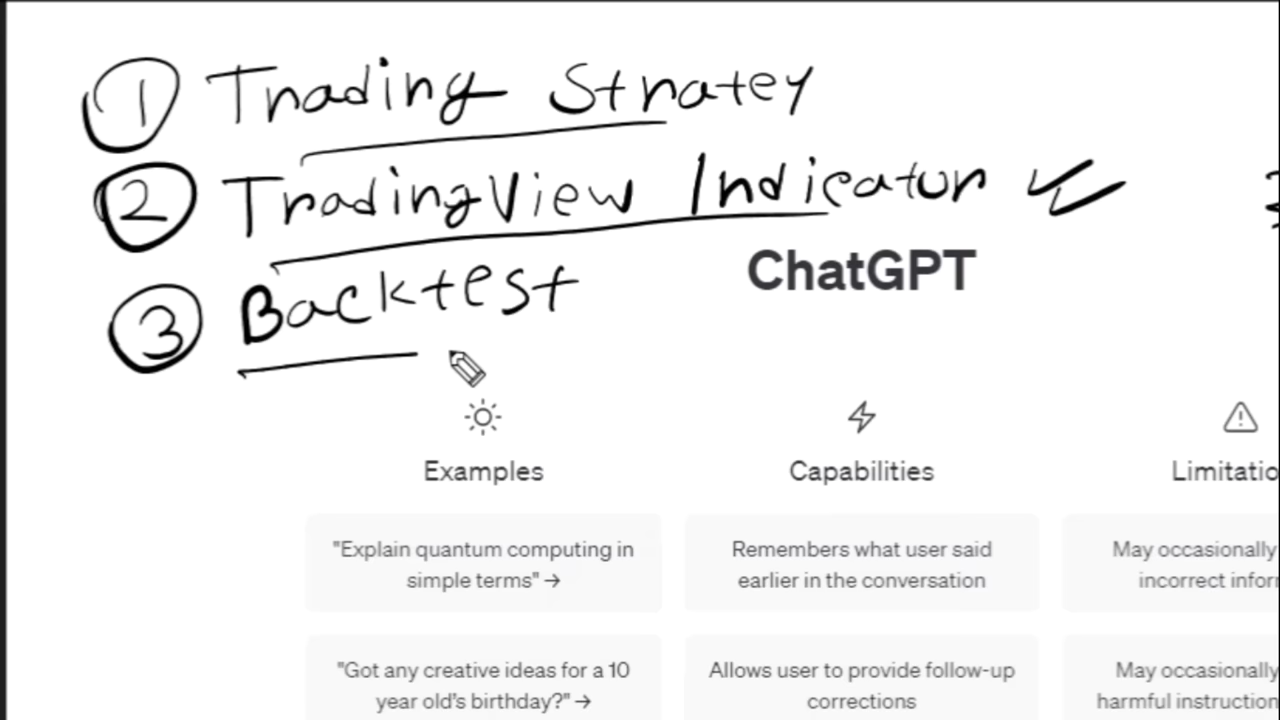 1 Trading Stratey
2 TradingView Indicator
3 Backtest
ChatGPT
Examples
Capabilities
Limitatio
"Explain quantum computing in
simple terms" →
Remembers what user said
earlier in the conversation
May occasionally
incorrect infor
"Got any creative ideas for a 10
year old's birthday?" →
Allows user to provide follow-up
corrections
May occasionally
harmful instruction